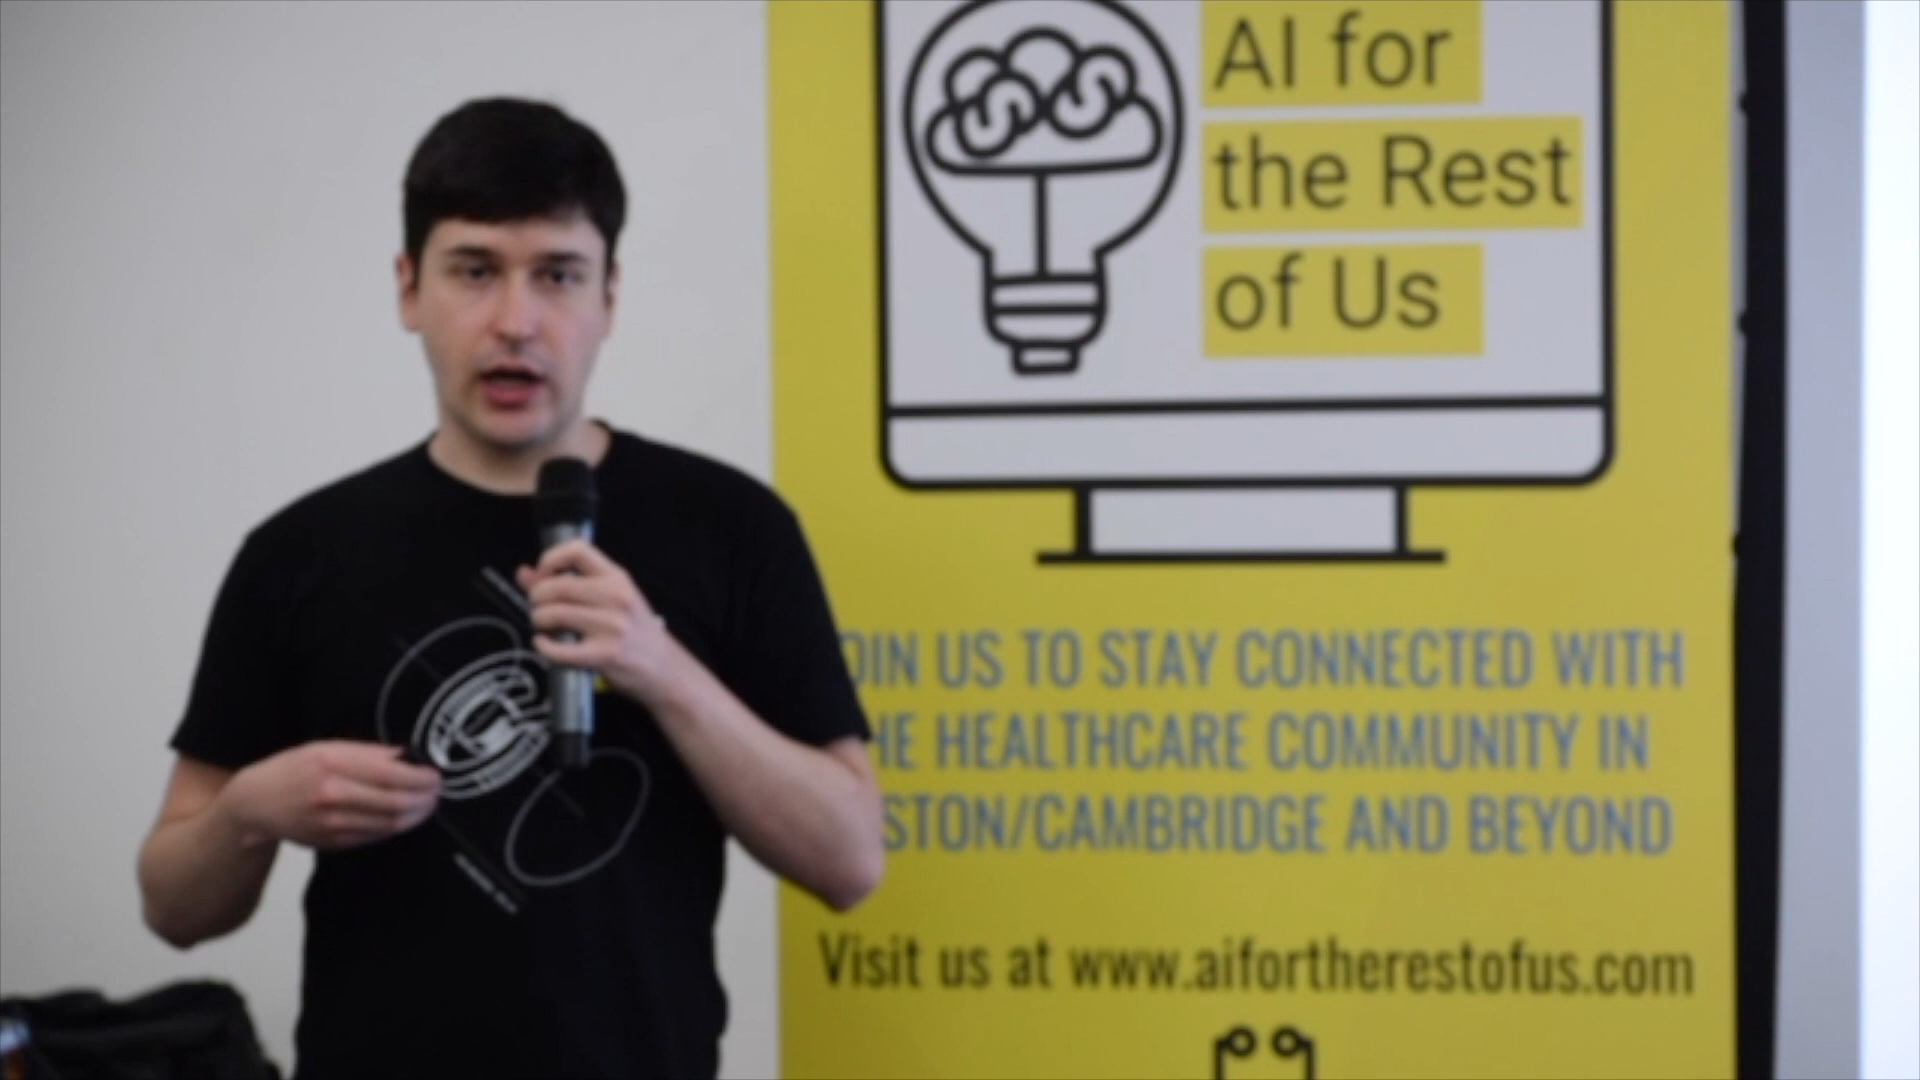 AI for
the Rest
of Us
OIN US TO STAY CONNECTED WITH
HE HEALTHCARE COMMUNITY IN
STON/CAMBRIDGE AND BEYOND
Visit us at www.aifortherestofus.com